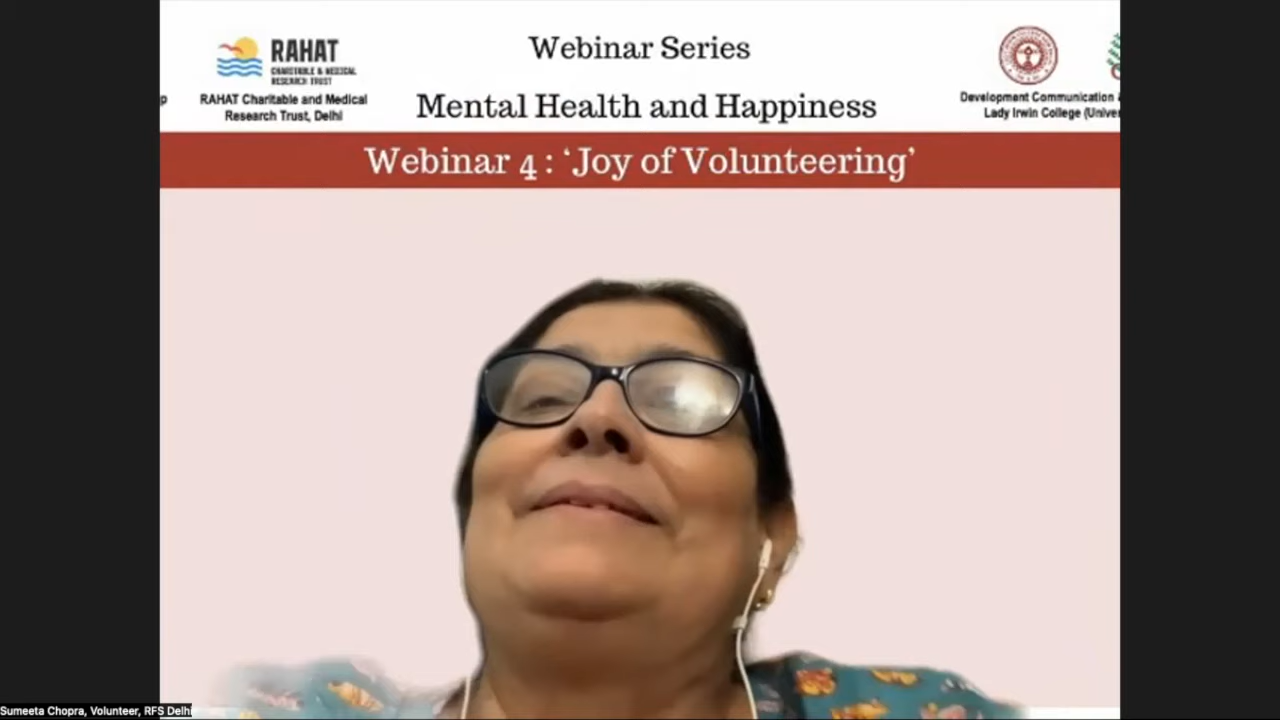 RAHAT
CHARITABLE & MEDICAL
RESEARCH TRUST
RAHAT Charitable and Medical
Research Trust, Delhi
Webinar Series
Mental Health and Happiness
Development Communication
Lady Irwin College (Univer
Webinar 4 : ‘Joy of Volunteering’
Sumeeta Chopra, Volunteer, RFS Delhi